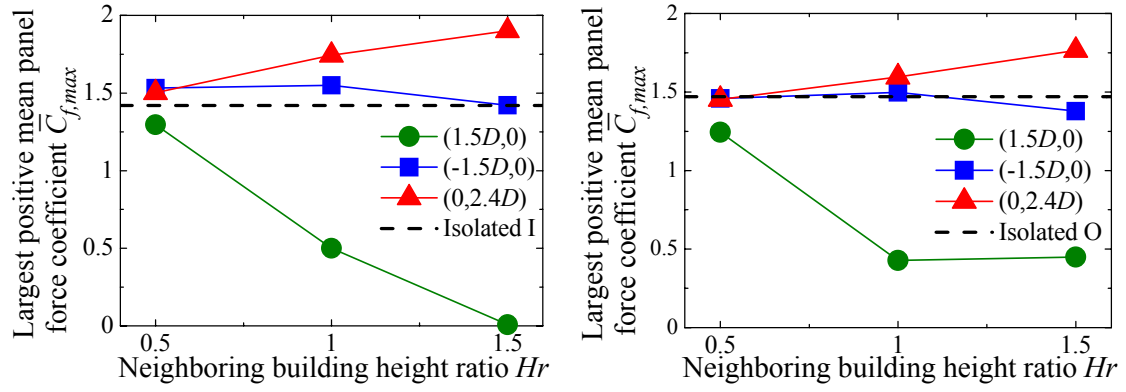 Largest positive mean panel
force coefficient C̅f,max
2
1.5
1
0.5
0
(1.5D,0)
(-1.5D,0)
(0,2.4D)
Isolated I
0.5 1 1.5
Neighboring building height ratio Hr
Largest positive mean panel
force coefficient C̅f,max
2
1.5
1
0.5
0
(1.5D,0)
(-1.5D,0)
(0,2.4D)
Isolated O
0.5 1 1.5
Neighboring building height ratio Hr